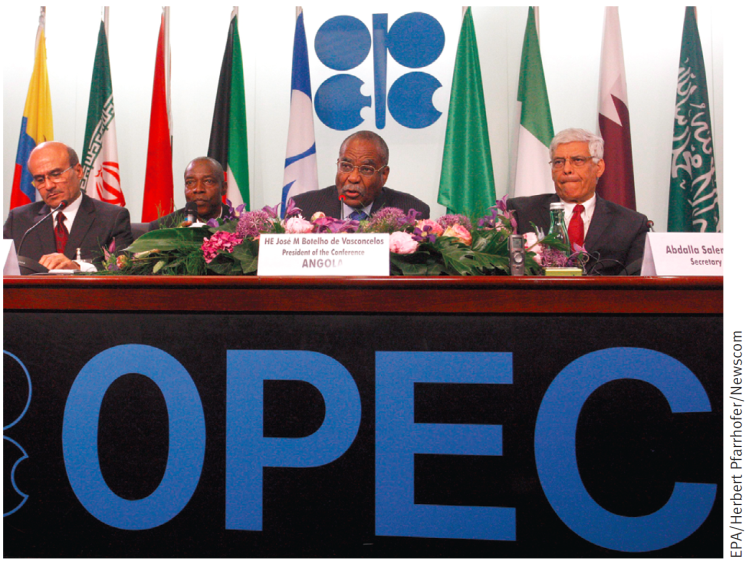 HE José M Botelho de Vasconcelos
President of the Conference
ANGOLA
Abdalla Salem
Secretary
OPEC
EPA/Herbert Pfarrhofer/Newscom